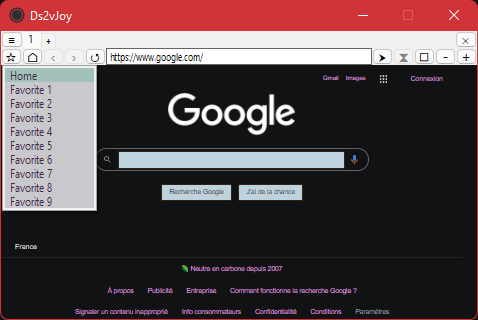 Ds2vJoy
1 +
https://www.google.com/
- +
Home
Favorite 1
Favorite 2
Favorite 3
Favorite 4
Favorite 5
Favorite 6
Favorite 7
Favorite 8
Favorite 9
Gmail Images Connexion
Google
Recherche Google J'ai de la chance
France
Neutre en carbone depuis 2007
À propos Publicité Entreprise Comment fonctionne la recherche Google ?
Signaler un contenu inapproprié Info consommateurs Confidentialité Conditions Paramètres